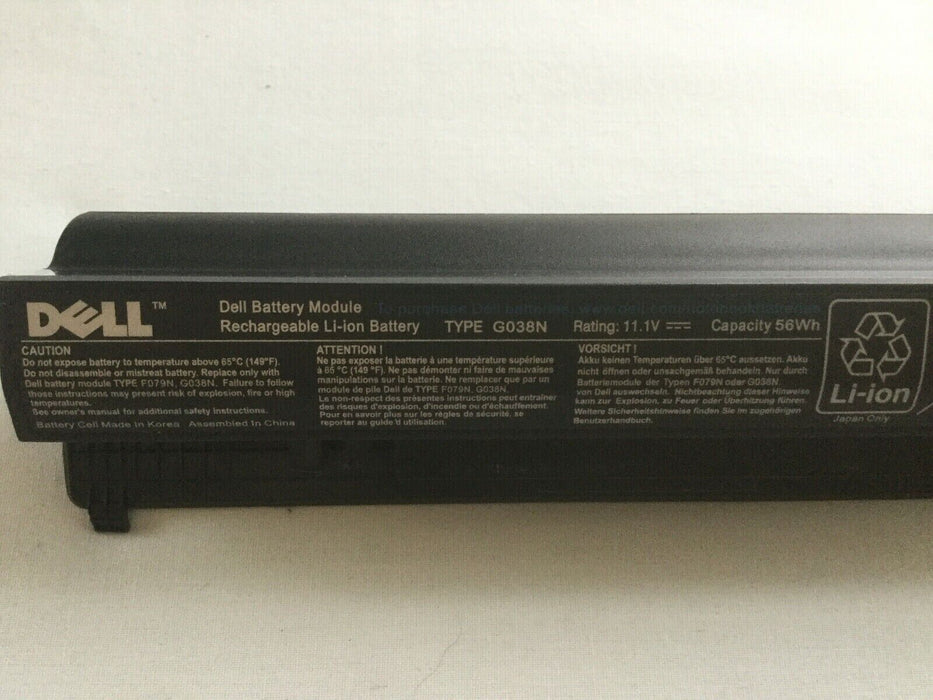 DELL™
Dell Battery Module
Rechargeable Li-ion Battery TYPE G038N Rating: 11.1V Capacity 56Wh
To purchase Dell batteries www.dell.com
CAUTION
Do not expose battery to temperature above 65°C (149°F).
Do not disassemble or mistreat battery. Replace only with
Dell battery module TYPE F079N, G038N. Failure to follow
those instructions may present risk of explosion, fire or high
temperatures.
See owner's manual for additional safety instructions.
Battery Cell Made in Korea Assembled In China
ATTENTION !
Ne pas exposer la batterie à une température supérieure
à 65 °C (149 °F). Ne pas démonter ni faire de mauvaises
manipulations sur la batterie. Ne remplacer que par un
module de pile Dell de TYPE F079N, G038N.
Le non-respect des présentes instructions peut entraîner
des risques d'explosion, d'incendie ou d'échauffement.
Pour en savoir plus sur les règles de sécurité, se
reporter au guide d utilisation.
VORSICHT !
Akku keinen Temperaturen über 65°C aussetzen. Akku
nicht öffnen oder unsachgemäß behandeln. Nur durch
Batteriemodule der Typen F079N oder G038N
von Dell auswechseln. Nichtbeachtung dieser Hinweise
kann zur Explosion, zu Feuer oder Überhitzung führen.
Weitere Sicherheitshinweise finden Sie im zugehörigen
Benutzerhandbuch.
Li-ion
Japan Only